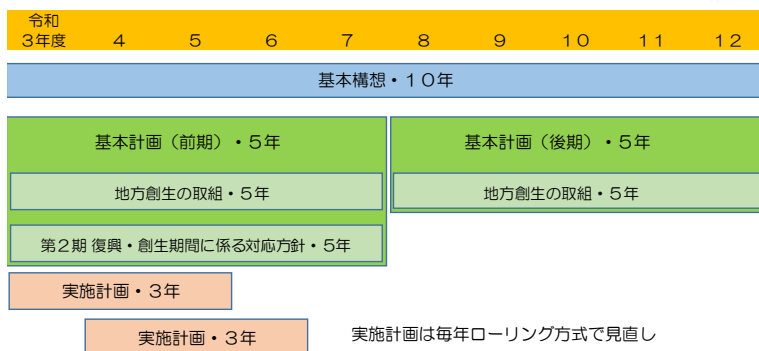 令和
３年度　４　５　６　７　８　９　１０　１１　１２
基本構想・１０年
基本計画（前期）・５年　基本計画（後期）・５年
地方創生の取組・５年　地方創生の取組・５年
第２期 復興・創生期間に係る対応方針・５年
実施計画・３年
実施計画・３年　実施計画は毎年ローリング方式で見直し